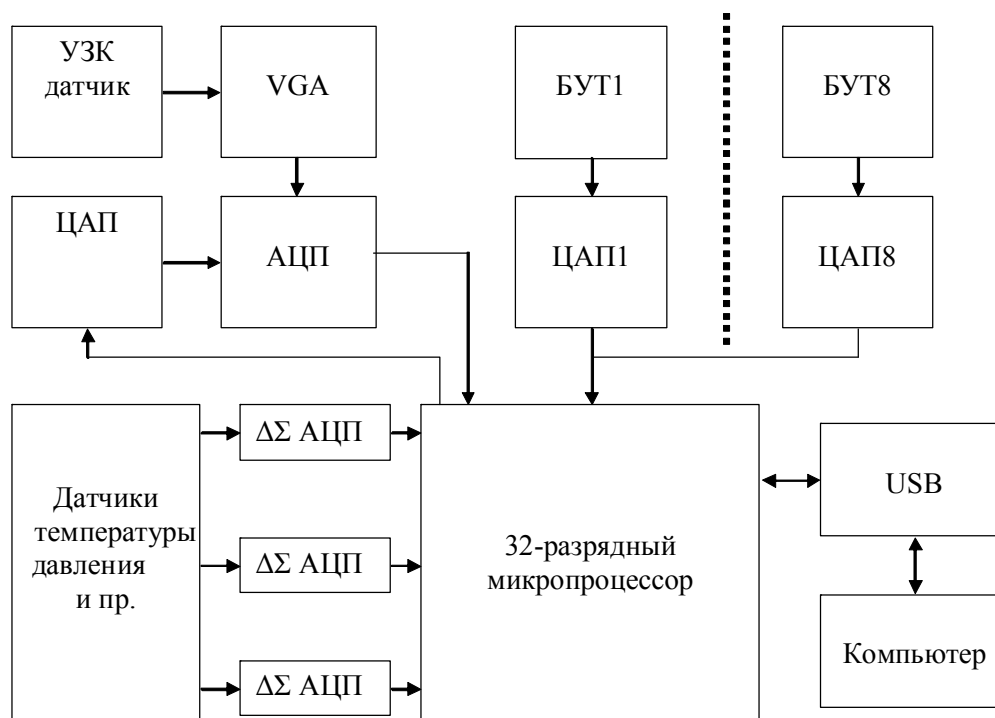 УЗК
датчик
VGA
БУТ1
БУТ8
ЦАП
АЦП
ЦАП1
ЦАП8
ΔΣ АЦП
Датчики
температуры
давления
и пр.
ΔΣ АЦП
ΔΣ АЦП
32-разрядный
микропроцессор
USB
Компьютер